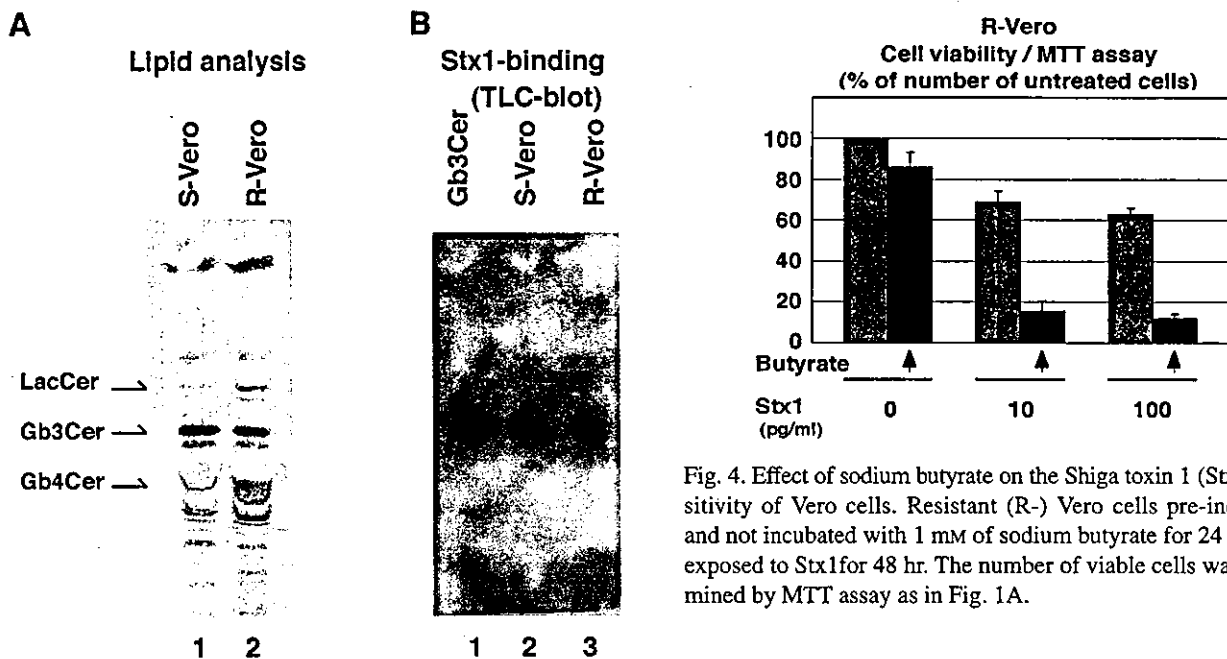 A
Lipid analysis
S-Vero
R-Vero
LacCer
Gb3Cer
Gb4Cer
1 2
B
Stx1-binding
(TLC-blot)
Gb3Cer
S-Vero
R-Vero
1 2 3
R-Vero
Cell viability / MTT assay
(% of number of untreated cells)
100
80
60
40
20
0
Butyrate
Stx1 0 10 100
(pg/ml)
Fig. 4. Effect of sodium butyrate on the Shiga toxin 1 (St
sitivity of Vero cells. Resistant (R-) Vero cells pre-in
and not incubated with 1 mM of sodium butyrate for 24
exposed to Stx1for 48 hr. The number of viable cells wa
mined by MTT assay as in Fig. 1A.